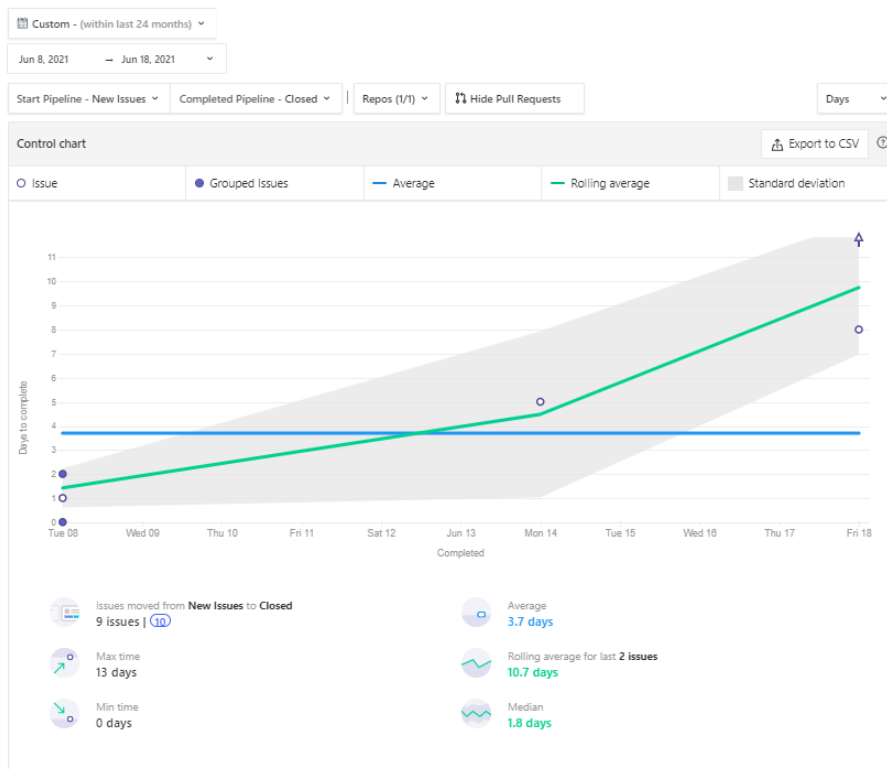 Custom - (within last 24 months)
Jun 8, 2021 → Jun 18, 2021
Start Pipeline - New Issues Completed Pipeline - Closed | Repos (1/1) Hide Pull Requests Days
Control chart Export to CSV
Issue Grouped Issues Average Rolling average Standard deviation
11
10
9
8
7
6
5
4
3
2
1
0
Days to complete
Tue 08 Wed 09 Thu 10 Fri 11 Sat 12 Jun 13 Mon 14 Tue 15 Wed 16 Thu 17 Fri 18
Completed
Issues moved from New Issues to Closed
9 issues | 10
Max time
13 days
Min time
0 days
Average
3.7 days
Rolling average for last 2 issues
10.7 days
Median
1.8 days